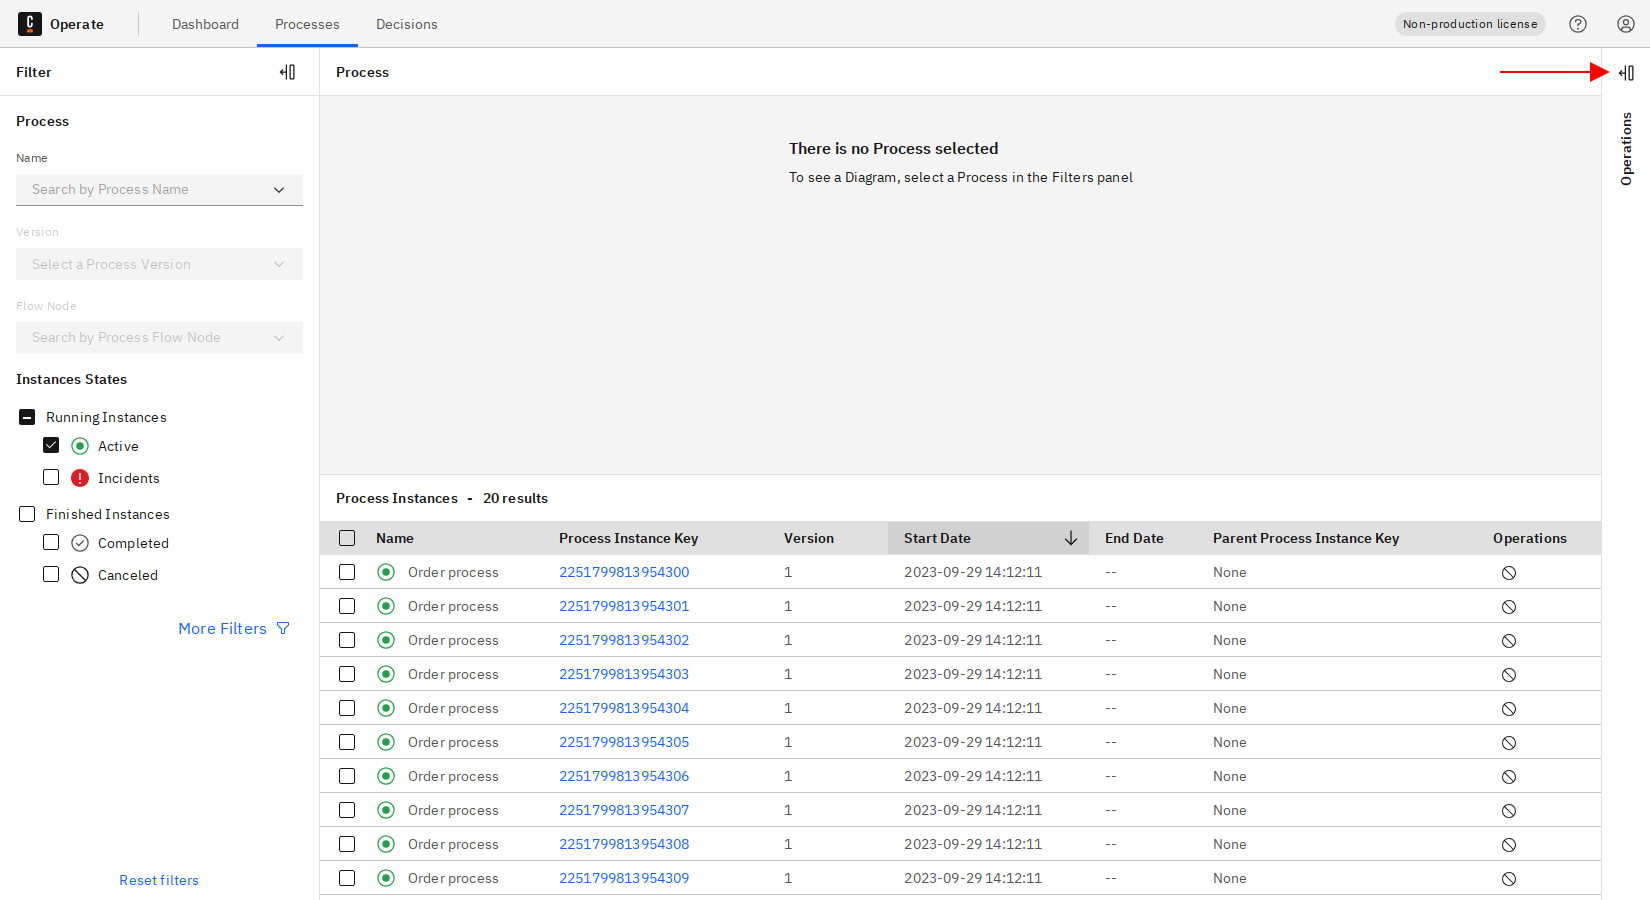 Operate Dashboard Processes Decisions Non-production license
Filter
Process
Name
Search by Process Name
Version
Select a Process Version
Flow Node
Search by Process Flow Node
Instances States
Running Instances
Active
Incidents
Finished Instances
Completed
Canceled
More Filters
Reset filters
Process
There is no Process selected
To see a Diagram, select a Process in the Filters panel
Process Instances - 20 results
Name Process Instance Key Version Start Date End Date Parent Process Instance Key Operations
Order process 2251799813954300 1 2023-09-29 14:12:11 -- None
Order process 2251799813954301 1 2023-09-29 14:12:11 -- None
Order process 2251799813954302 1 2023-09-29 14:12:11 -- None
Order process 2251799813954303 1 2023-09-29 14:12:11 -- None
Order process 2251799813954304 1 2023-09-29 14:12:11 -- None
Order process 2251799813954305 1 2023-09-29 14:12:11 -- None
Order process 2251799813954306 1 2023-09-29 14:12:11 -- None
Order process 2251799813954307 1 2023-09-29 14:12:11 -- None
Order process 2251799813954308 1 2023-09-29 14:12:11 -- None
Order process 2251799813954309 1 2023-09-29 14:12:11 -- None
Operations